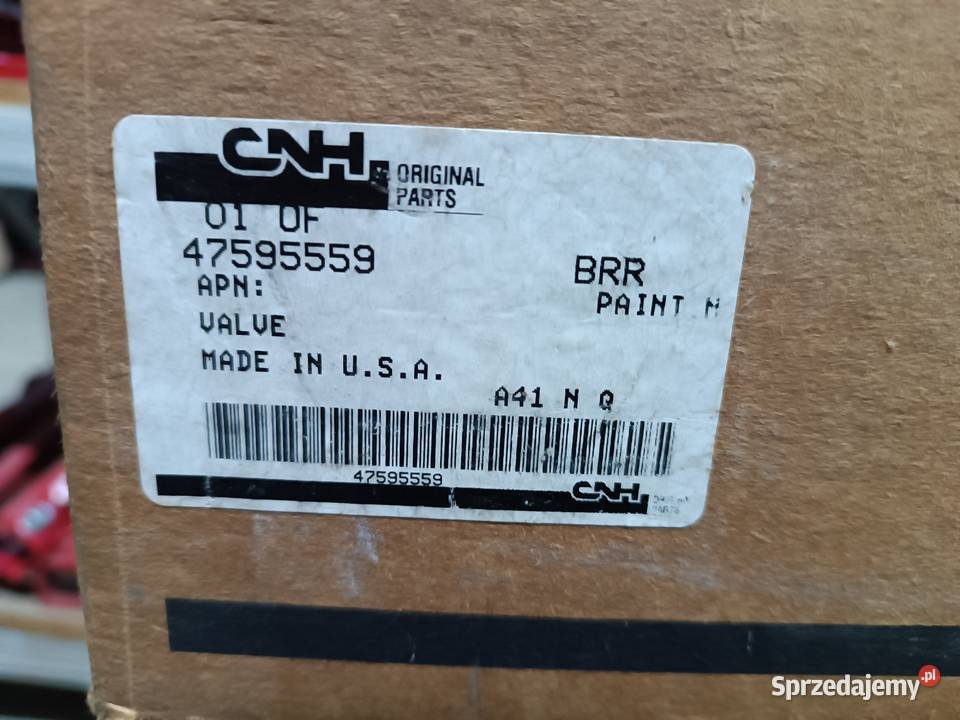 CNH
ORIGINAL
PARTS
01 OF
47595559
BRR
APN:
PAINT
VALVE
MADE IN U.S.A.
A41 N Q
47595559
CNH
Sprzedajemy.pl